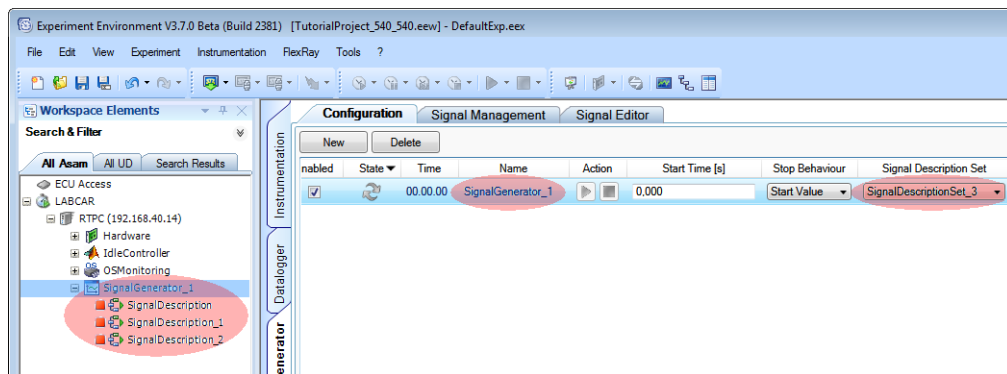 Experiment Environment V3.7.0 Beta (Build 2381) [TutorialProject_540_540.eew] - DefaultExp.eex
File Edit View Experiment Instrumentation FlexRay Tools ?
Workspace Elements
Search & Filter
All Asam All UD Search Results
ECU Access
LABCAR
RTPC (192.168.40.14)
Hardware
IdleController
OSMonitoring
SignalGenerator_1
SignalDescription
SignalDescription_1
SignalDescription_2
Instrumentation
Datalogger
enerator
Configuration Signal Management Signal Editor
New Delete
nabled State Time Name Action Start Time [s] Stop Behaviour Signal Description Set
00.00.00 SignalGenerator_1 0,000 Start Value SignalDescriptionSet_3